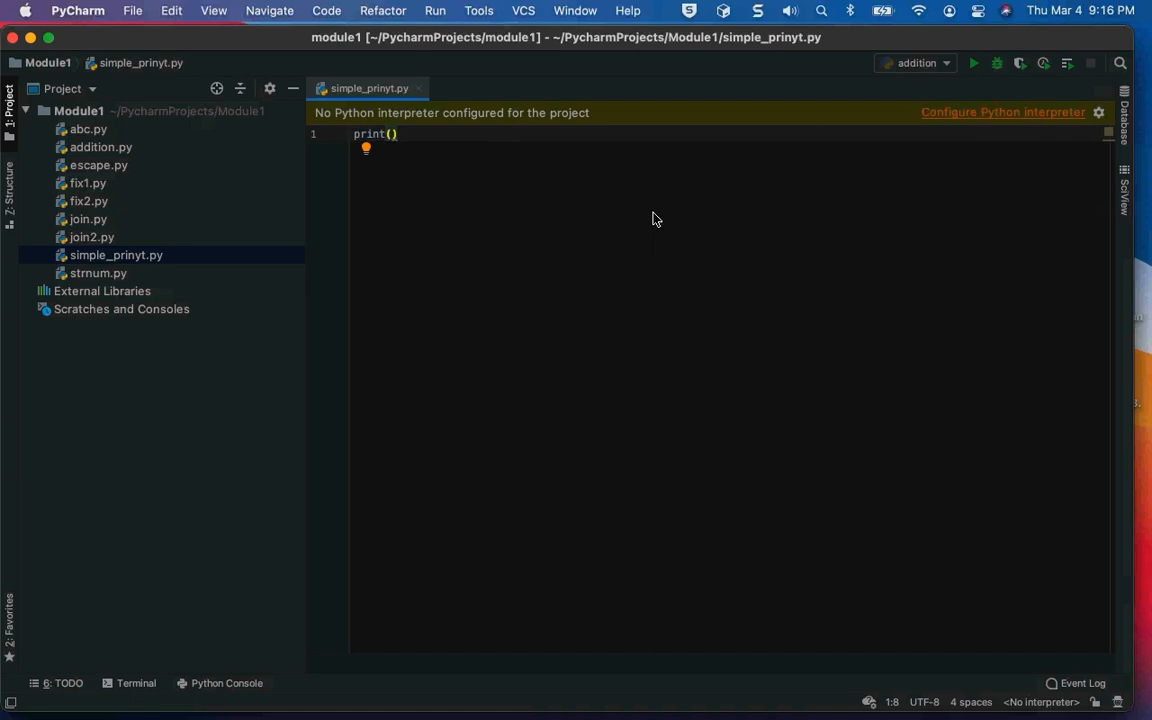 PyCharm File Edit View Navigate Code Refactor Run Tools VCS Window Help Thu Mar 4 9:16 PM
module1 [~/PycharmProjects/module1] - ~/PycharmProjects/Module1/simple_prinyt.py
Module1 simple_prinyt.py addition
Project simple_prinyt.py
1: Project
Module1 ~/PycharmProjects/Module1
No Python interpreter configured for the project Configure Python interpreter
abc.py
1 print()
addition.py
escape.py
fix1.py
fix2.py
join.py
join2.py
simple_prinyt.py
strnum.py
External Libraries
Scratches and Consoles
Z: Structure
2: Favorites
Database
SciView
3.
6: TODO Terminal Python Console Event Log
1:8 UTF-8 4 spaces <No interpreter>